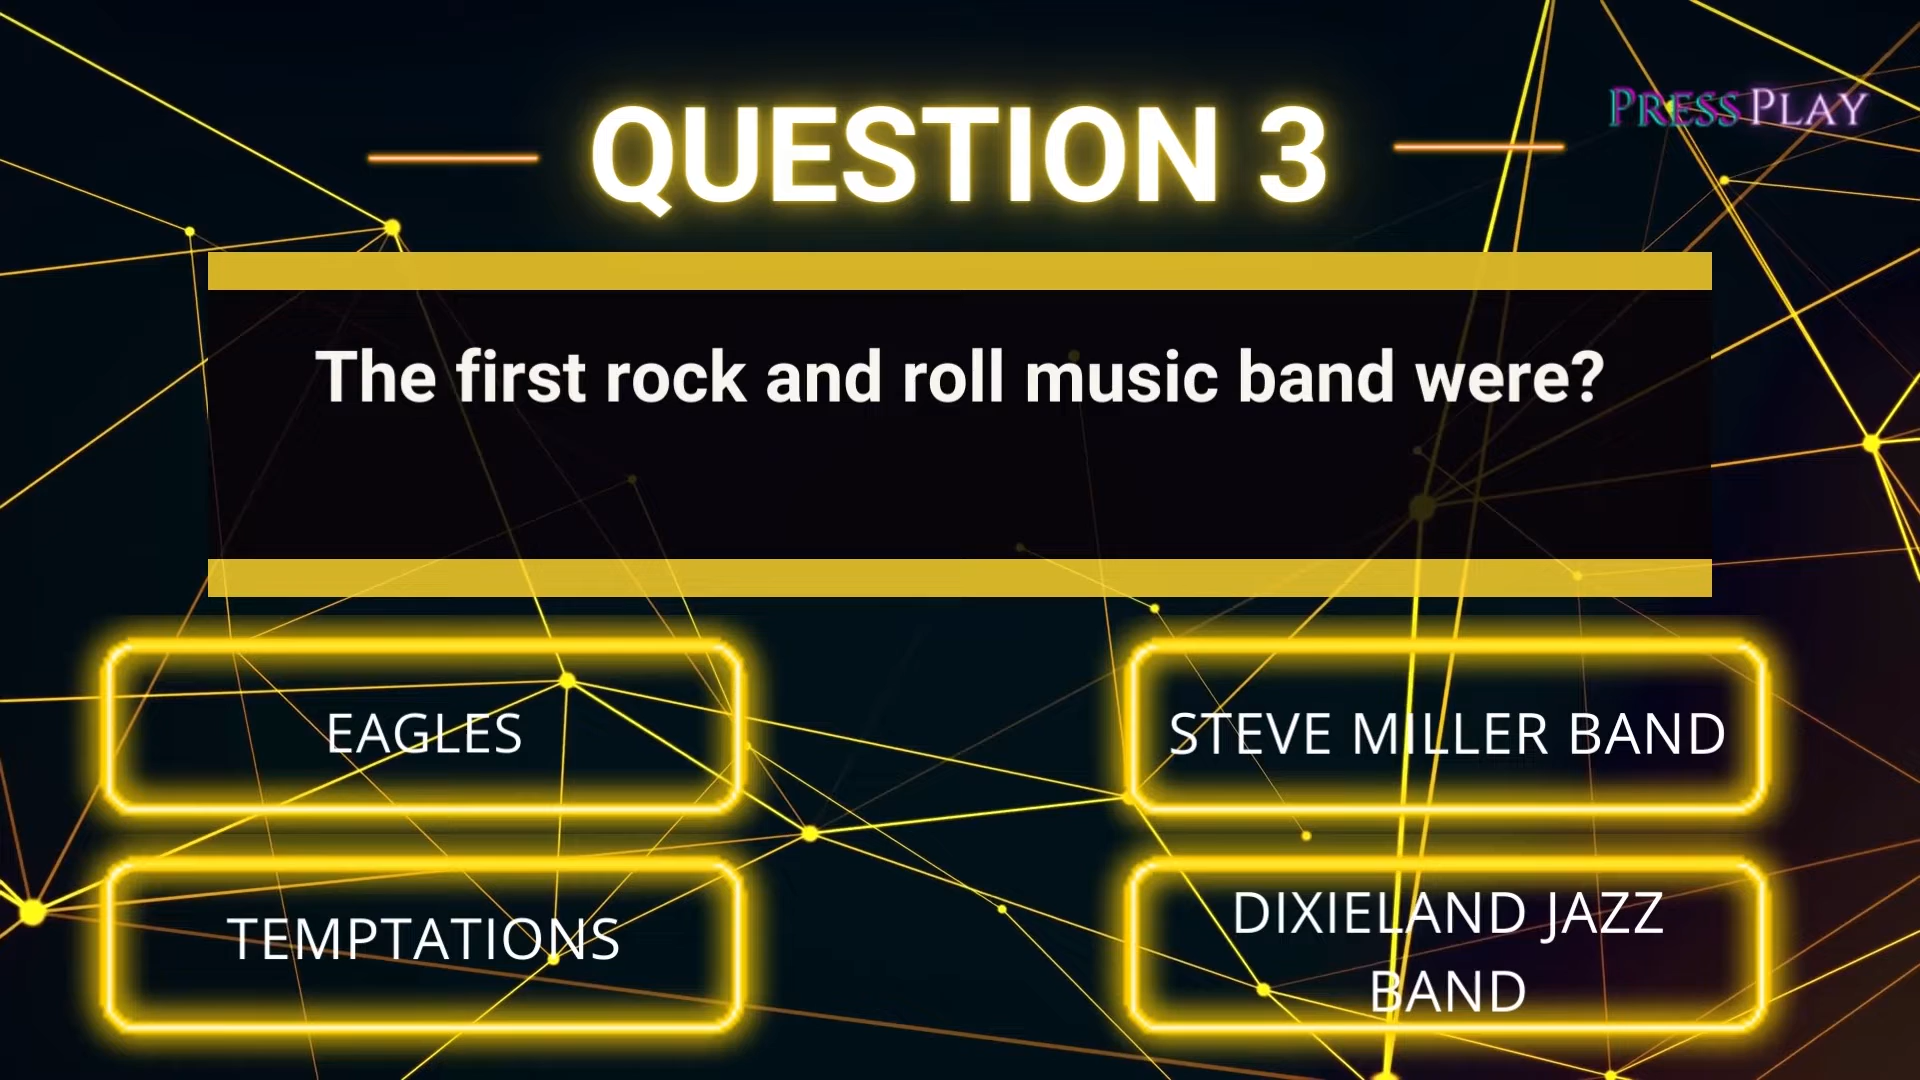 PRESS PLAY
QUESTION 3
The first rock and roll music band were?
EAGLES
STEVE MILLER BAND
TEMPTATIONS
DIXIELAND JAZZ
BAND